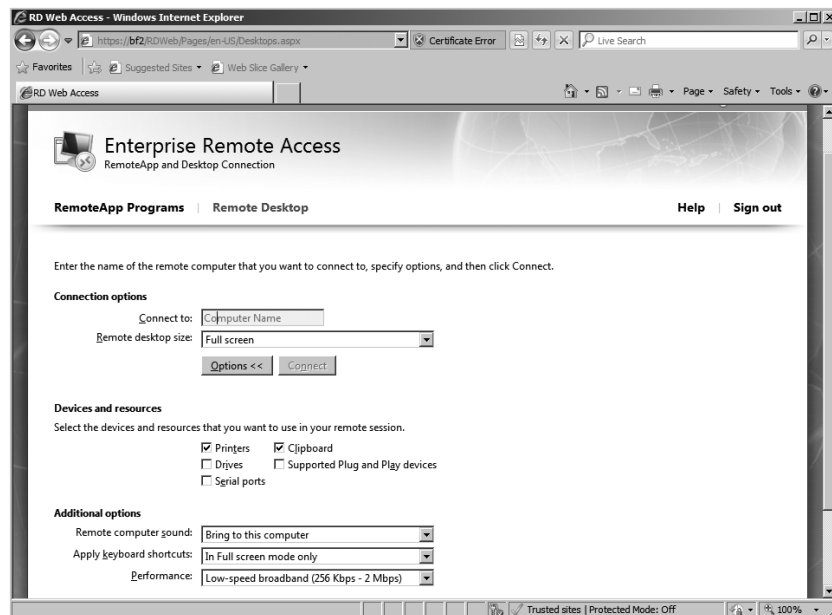 RD Web Access - Windows Internet Explorer
https://bf2/RDWeb/Pages/en-US/Desktops.aspx Certificate Error Live Search
Favorites Suggested Sites Web Slice Gallery
RD Web Access Page Safety Tools
Enterprise Remote Access
RemoteApp and Desktop Connection
RemoteApp Programs | Remote Desktop Help | Sign out
Enter the name of the remote computer that you want to connect to, specify options, and then click Connect.
Connection options
Connect to: Computer Name
Remote desktop size: Full screen
Options << Connect
Devices and resources
Select the devices and resources that you want to use in your remote session.
Printers Clipboard
Drives Supported Plug and Play devices
Serial ports
Additional options
Remote computer sound: Bring to this computer
Apply keyboard shortcuts: In Full screen mode only
Performance: Low-speed broadband (256 Kbps - 2 Mbps)
Trusted sites | Protected Mode: Off 100%